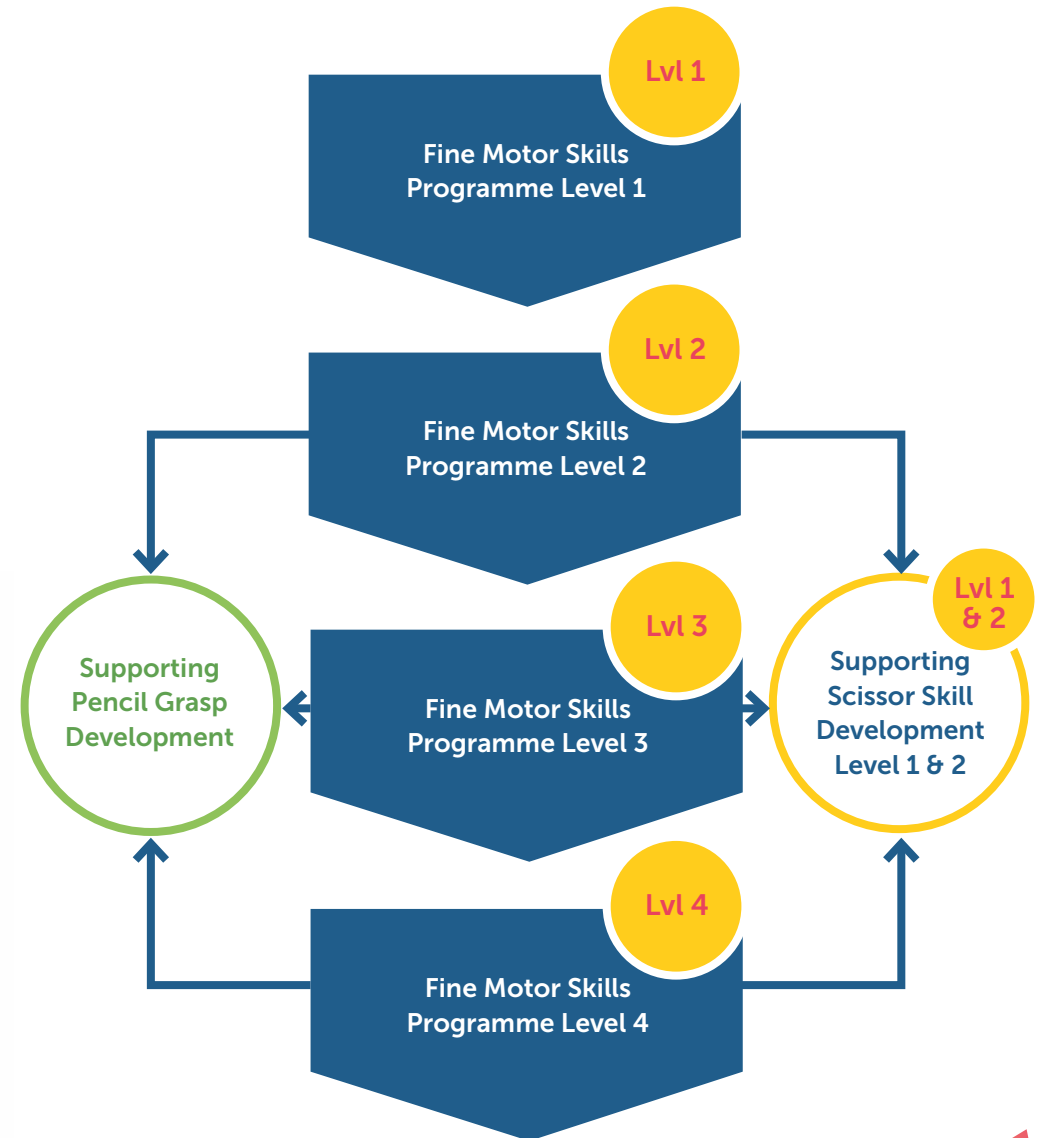 Lvl 1
Fine Motor Skills
Programme Level 1
Lvl 2
Fine Motor Skills
Programme Level 2
Lvl 3
Fine Motor Skills
Programme Level 3
Supporting
Pencil Grasp
Development
Lvl 1
& 2
Supporting
Scissor Skill
Development
Level 1 & 2
Lvl 4
Fine Motor Skills
Programme Level 4